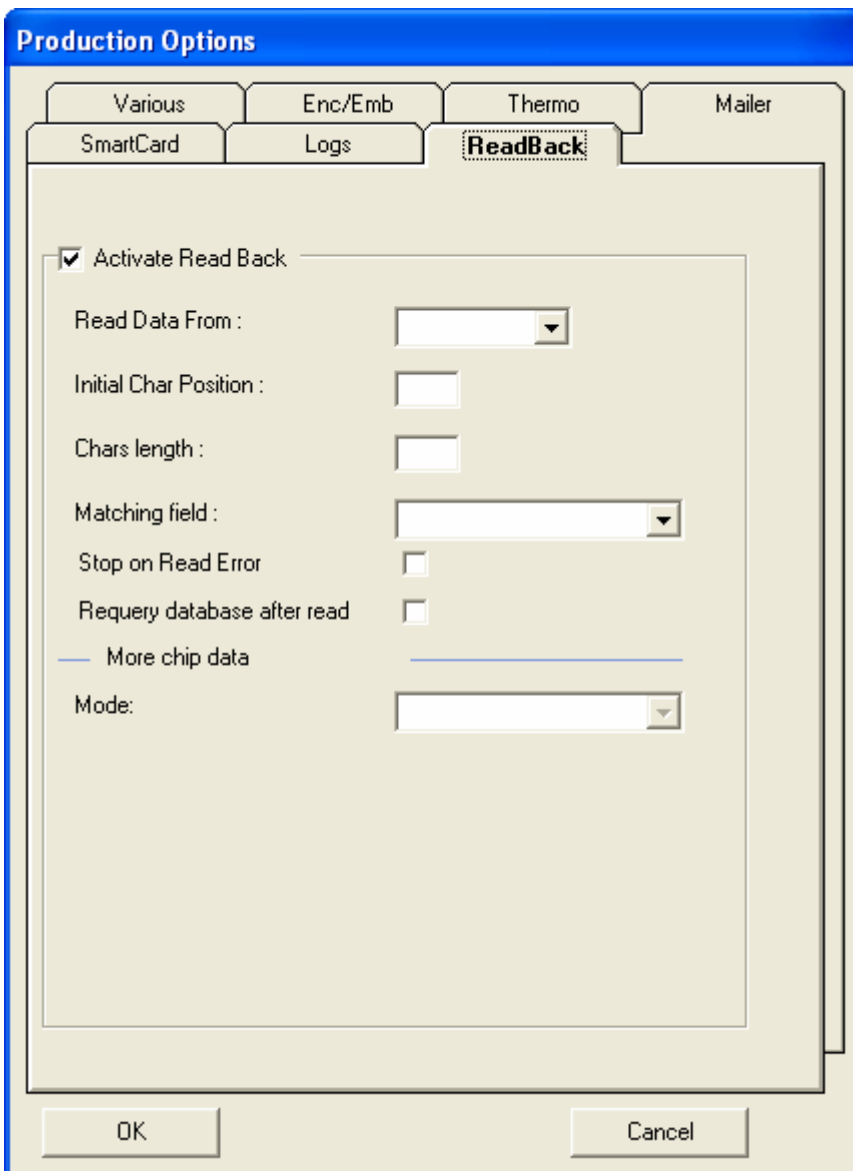 Production Options
Various Enc/Emb Thermo Mailer
SmartCard Logs ReadBack
Activate Read Back
Read Data From :
Initial Char Position :
Chars length :
Matching field :
Stop on Read Error
Requery database after read
More chip data
Mode:
OK Cancel